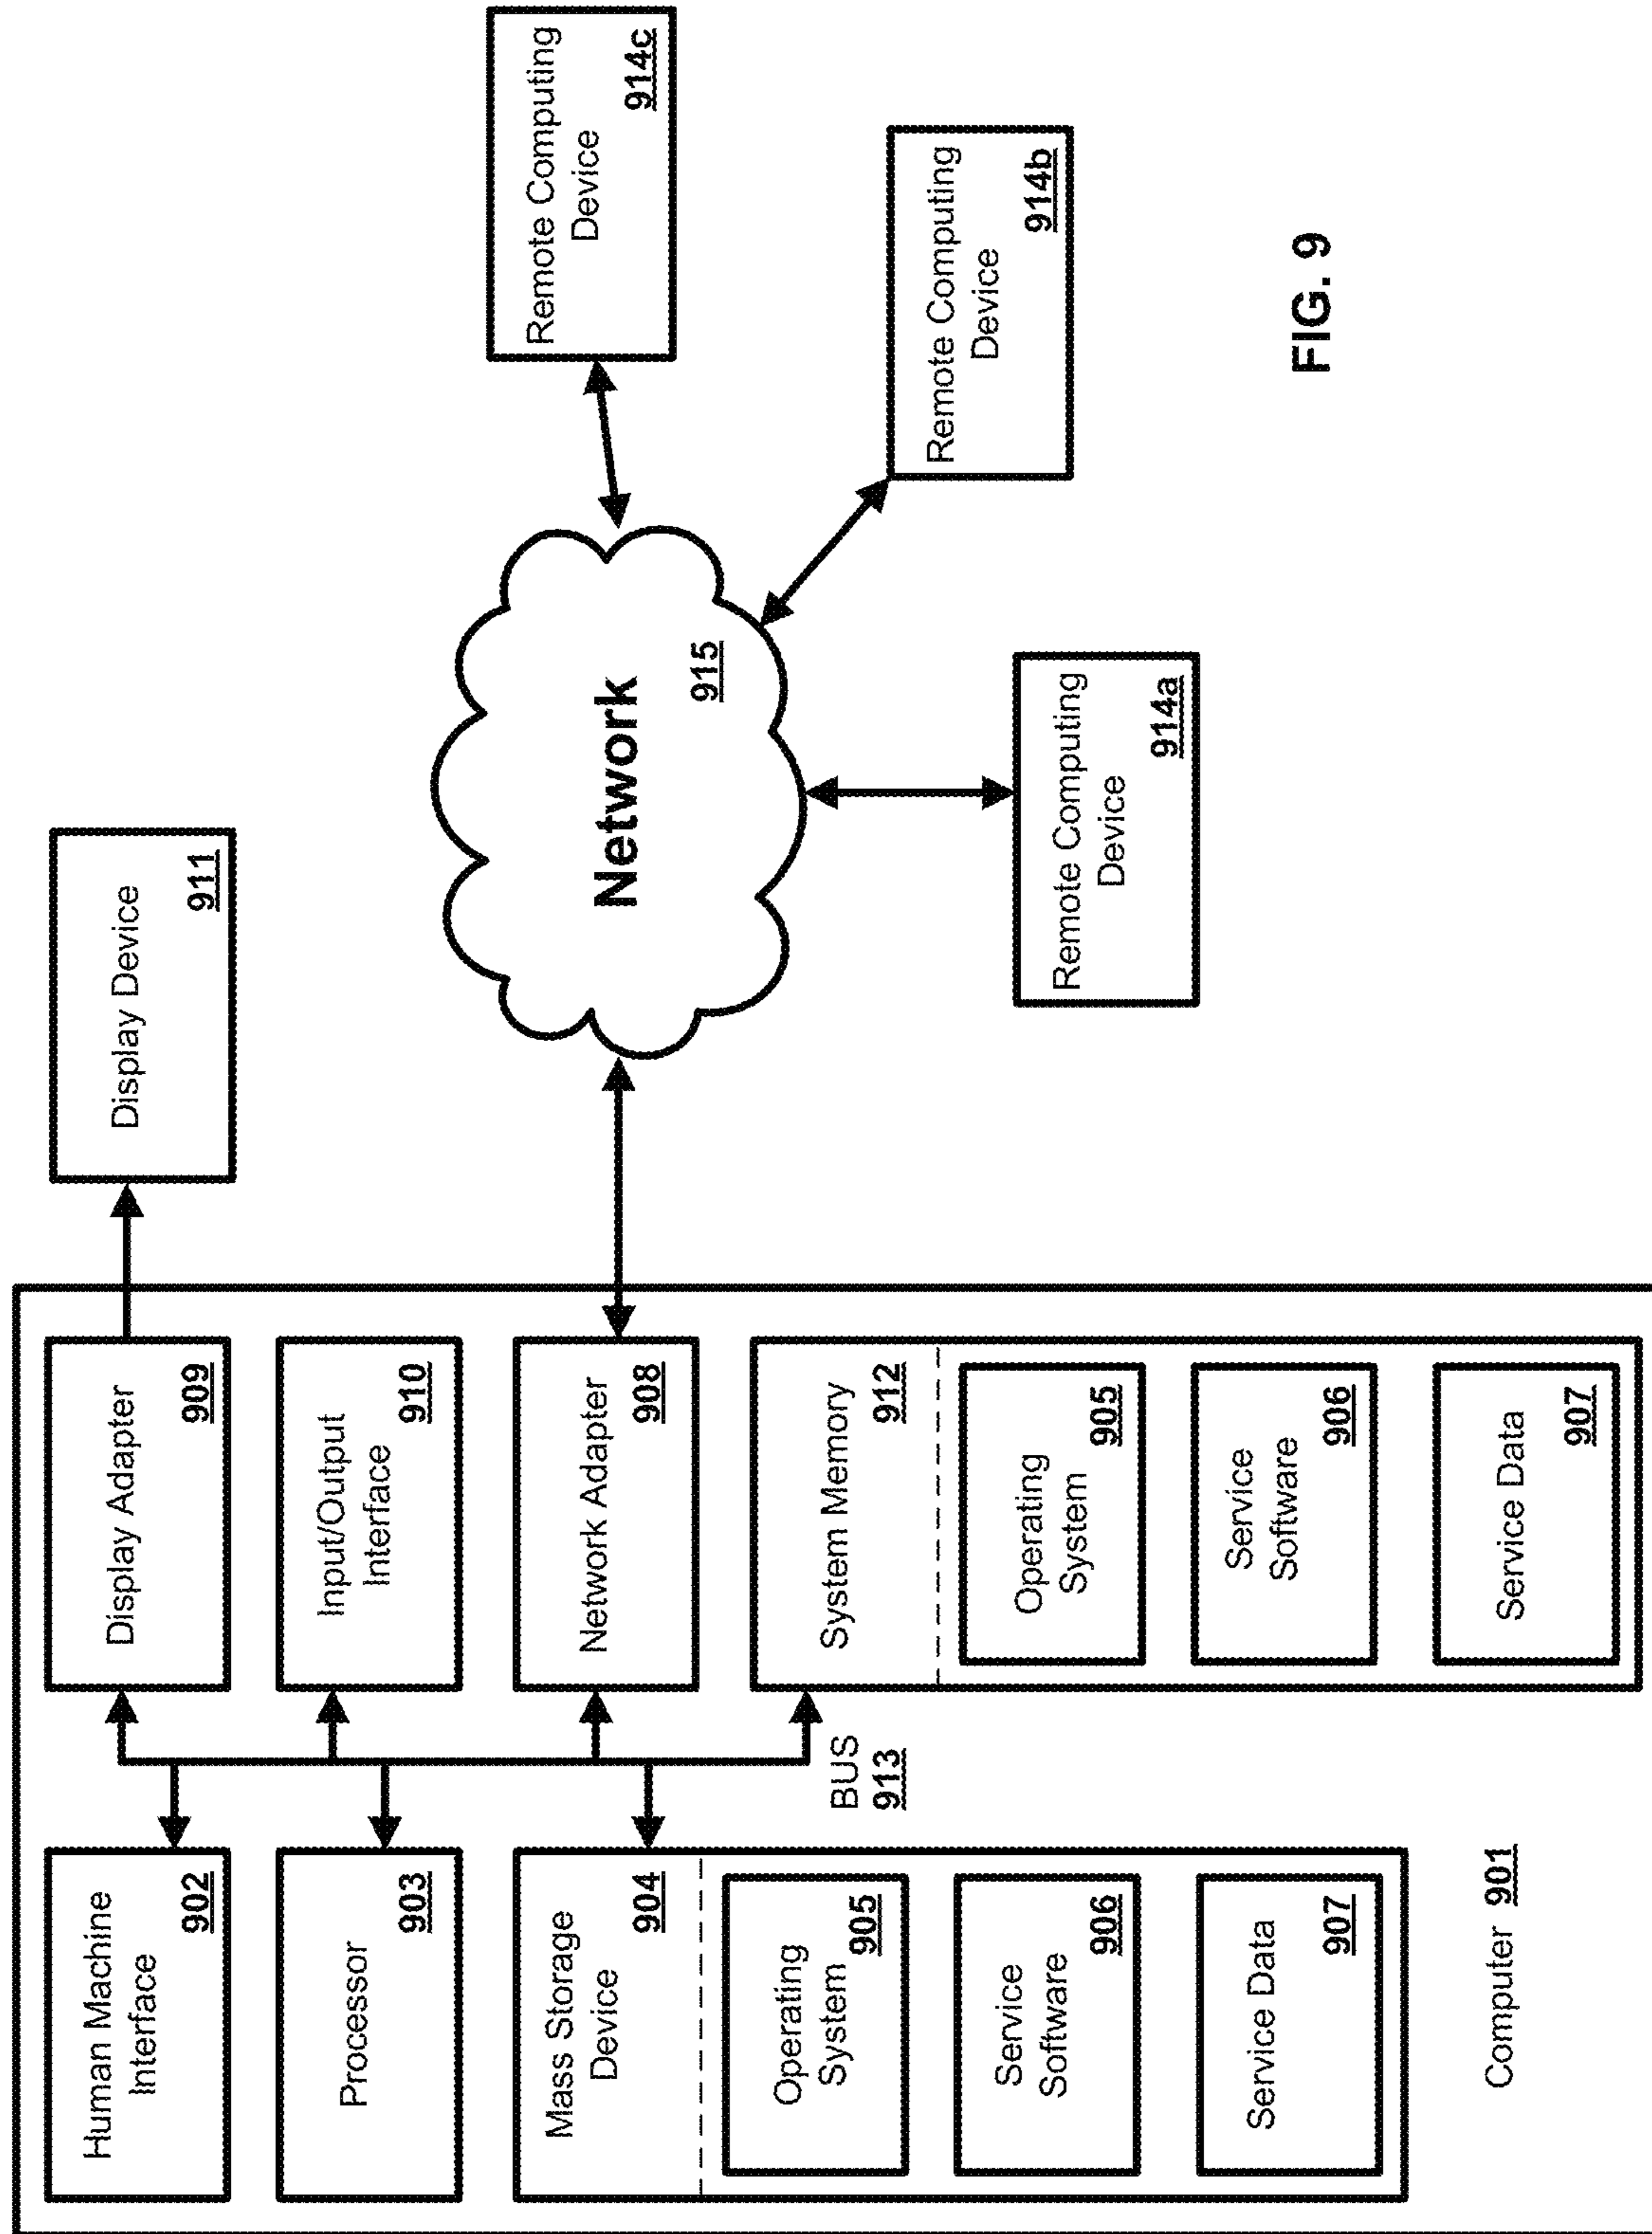 Human Machine
Interface
902
Processor
903
Mass Storage
Device
904
Operating
System
905
Service
Software
906
Service Data
907
Computer 901
BUS
913
Display Adapter
909
Input/Output
Interface
910
Network Adapter
908
System Memory
912
Operating
System
905
Service
Software
906
Service Data
907
Display Device
911
Network
915
Remote Computing
Device
914a
Remote Computing
Device
914b
Remote Computing
Device
914c
FIG. 9